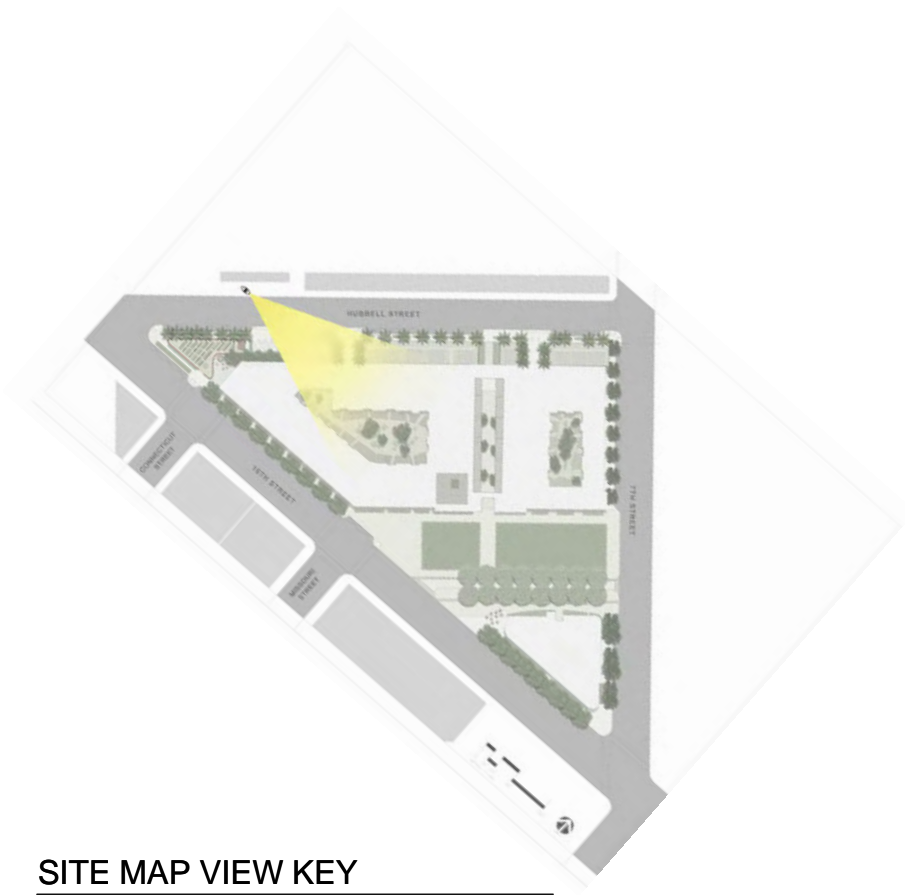 HUBBELL STREET
CONNECTICUT
STREET
16TH STREET
7TH STREET
MISSOURI
STREET
SITE MAP VIEW KEY